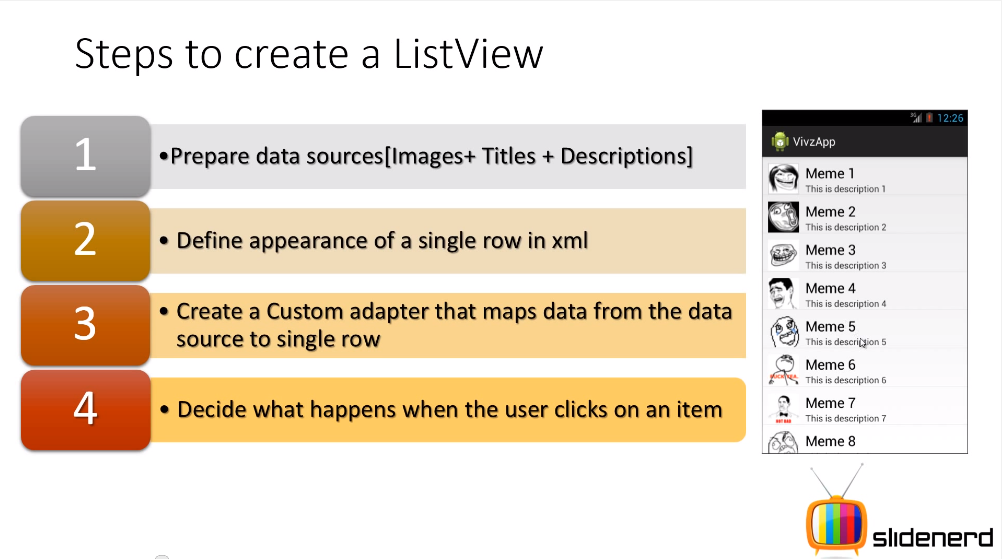 Steps to create a ListView
1
•Prepare data sources[Images+ Titles + Descriptions]
2
• Define appearance of a single row in xml
3
• Create a Custom adapter that maps data from the data
source to single row
4
• Decide what happens when the user clicks on an item
3G 12:26
VivzApp
Meme 1
This is description 1
Meme 2
This is description 2
Meme 3
This is description 3
Meme 4
This is description 4
Meme 5
This is description 5
Meme 6
This is description 6
Meme 7
This is description 7
NOT BAD
Meme 8
slidenerd